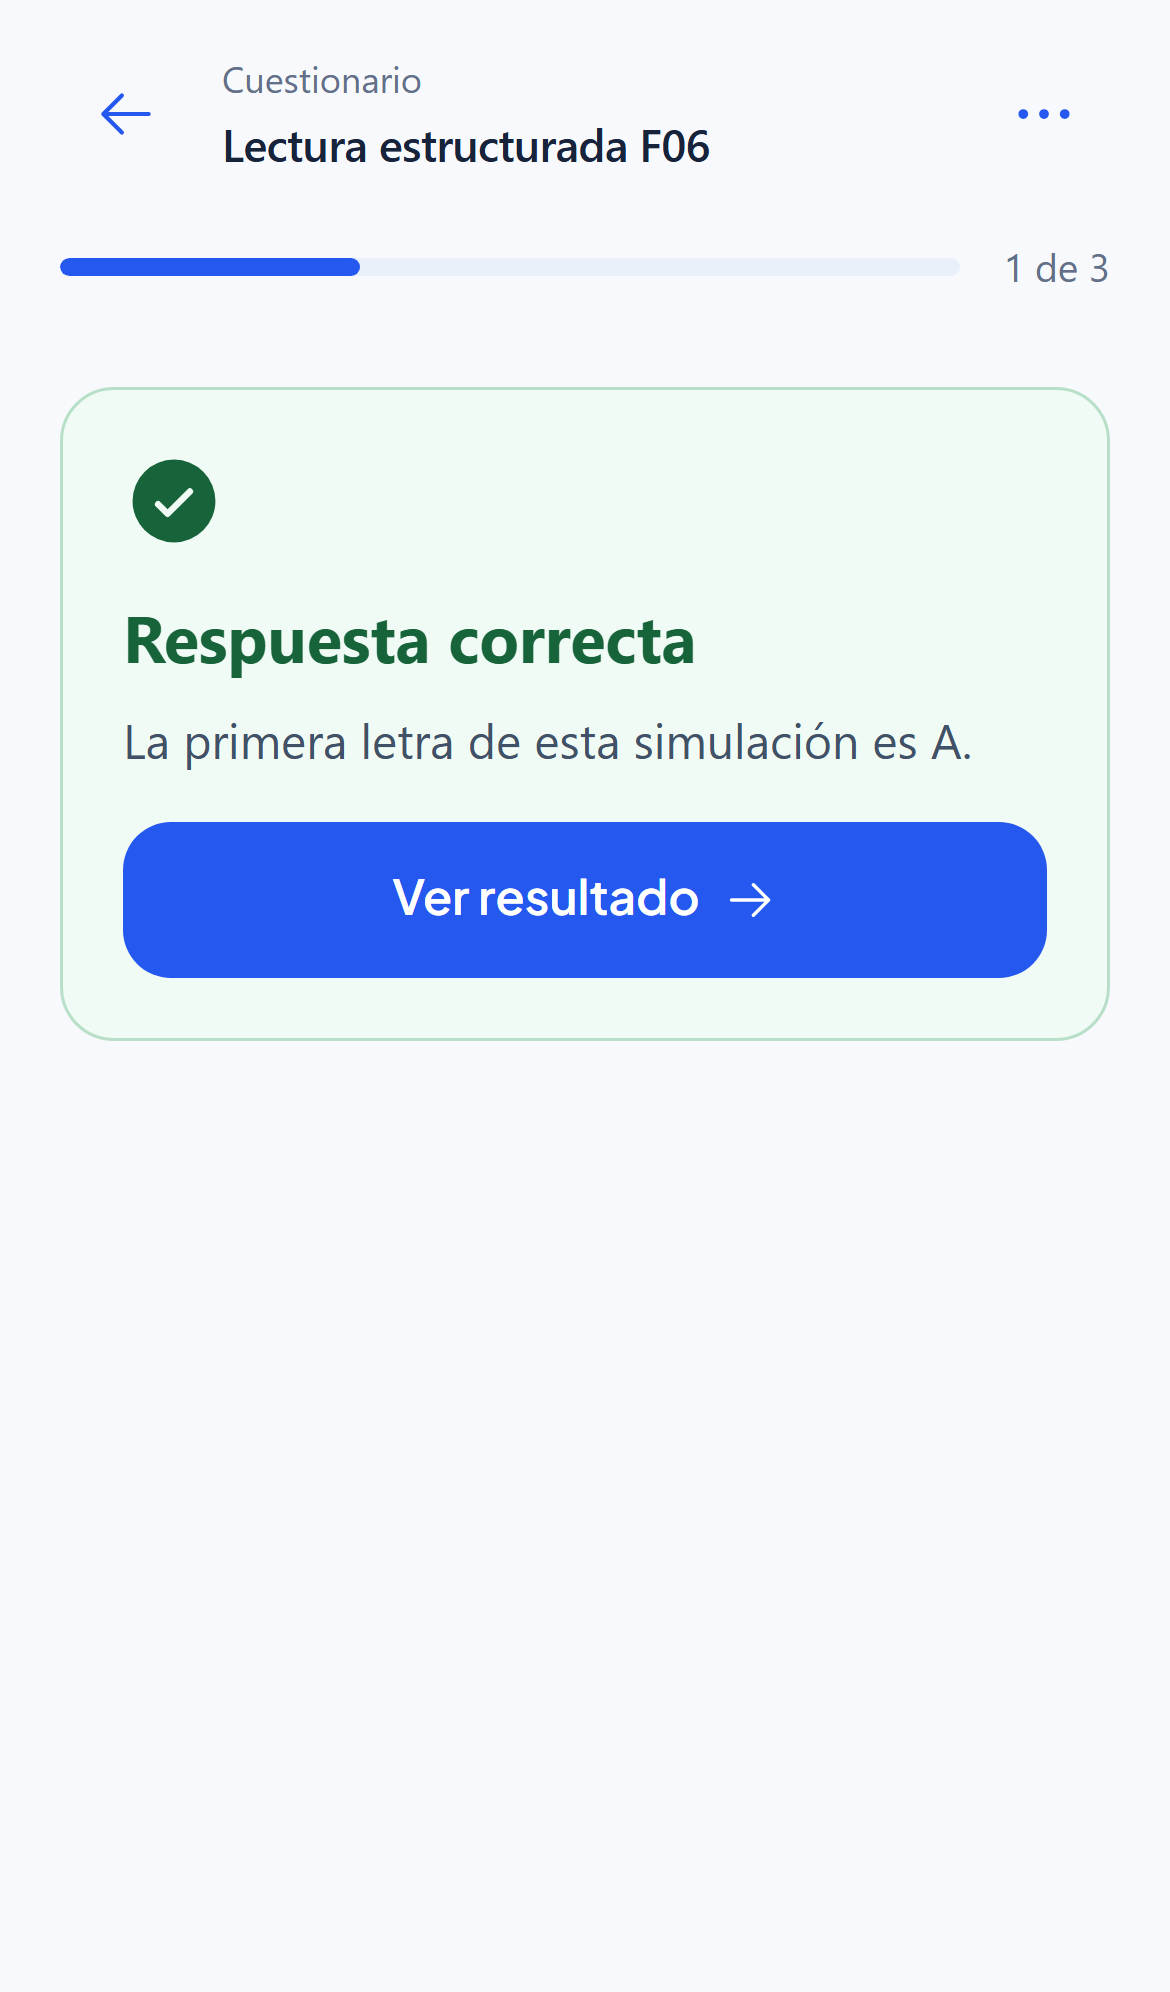 Cuestionario
Lectura estructurada F06
1 de 3
Respuesta correcta
La primera letra de esta simulación es A.
Ver resultado